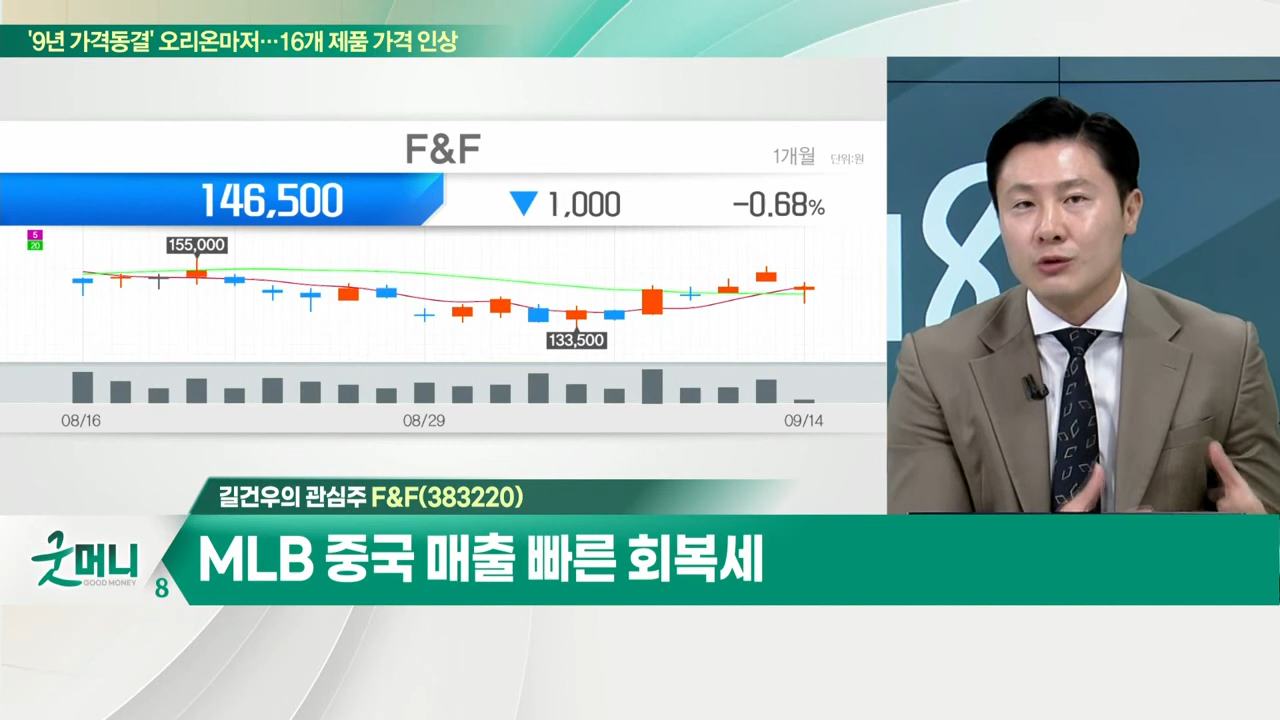 '9년 가격동결' 오리온마저…16개 제품 가격 인상
F&F
1개월 단위:원
146,500 ▼ 1,000 -0.68%
5
20
155,000
133,500
08/16 08/29 09/14
길건우의 관심주 F&F(383220)
MLB 중국 매출 빠른 회복세
굿머니
GOOD MONEY
8